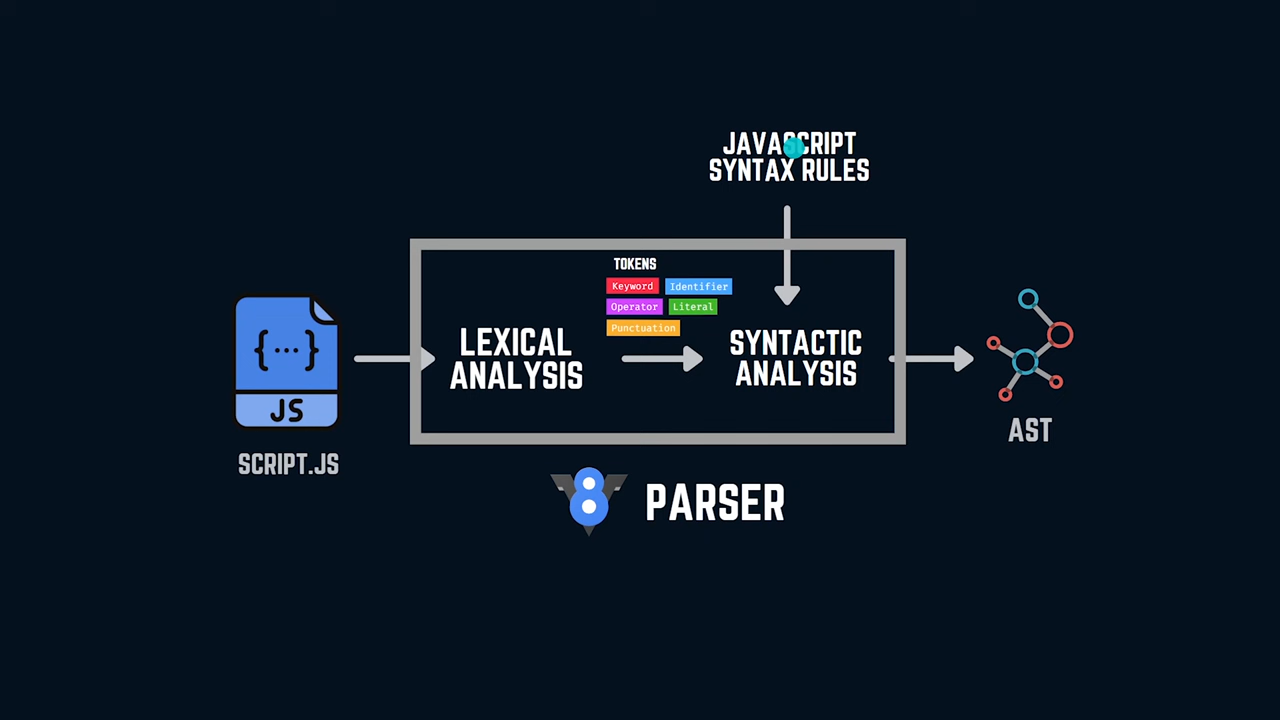 JAVASCRIPT
SYNTAX RULES
TOKENS
Keyword Identifier
Operator Literal
Punctuation
LEXICAL
ANALYSIS
SYNTACTIC
ANALYSIS
{...}
JS
SCRIPT.JS
AST
8 PARSER